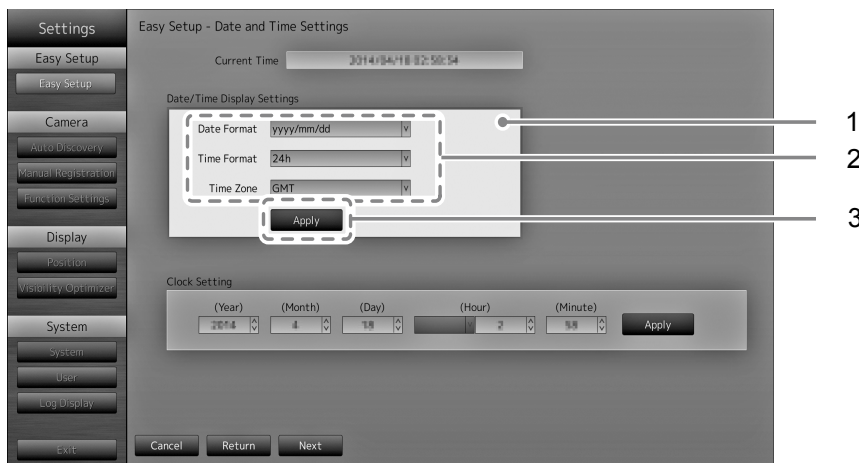 Settings
Easy Setup
Easy Setup
Camera
Auto Discovery
Manual Registration
Function Settings
Display
Position
Visibility Optimizer
System
System
User
Log Display
Exit
Easy Setup - Date and Time Settings
Current Time 2014/04/18 02:58:54
Date/Time Display Settings
Date Format yyyy/mm/dd
Time Format 24h
Time Zone GMT
Apply
1
2
3
Clock Setting
(Year) (Month) (Day) (Hour) (Minute)
2014 4 18 2 58 Apply
Cancel Return Next